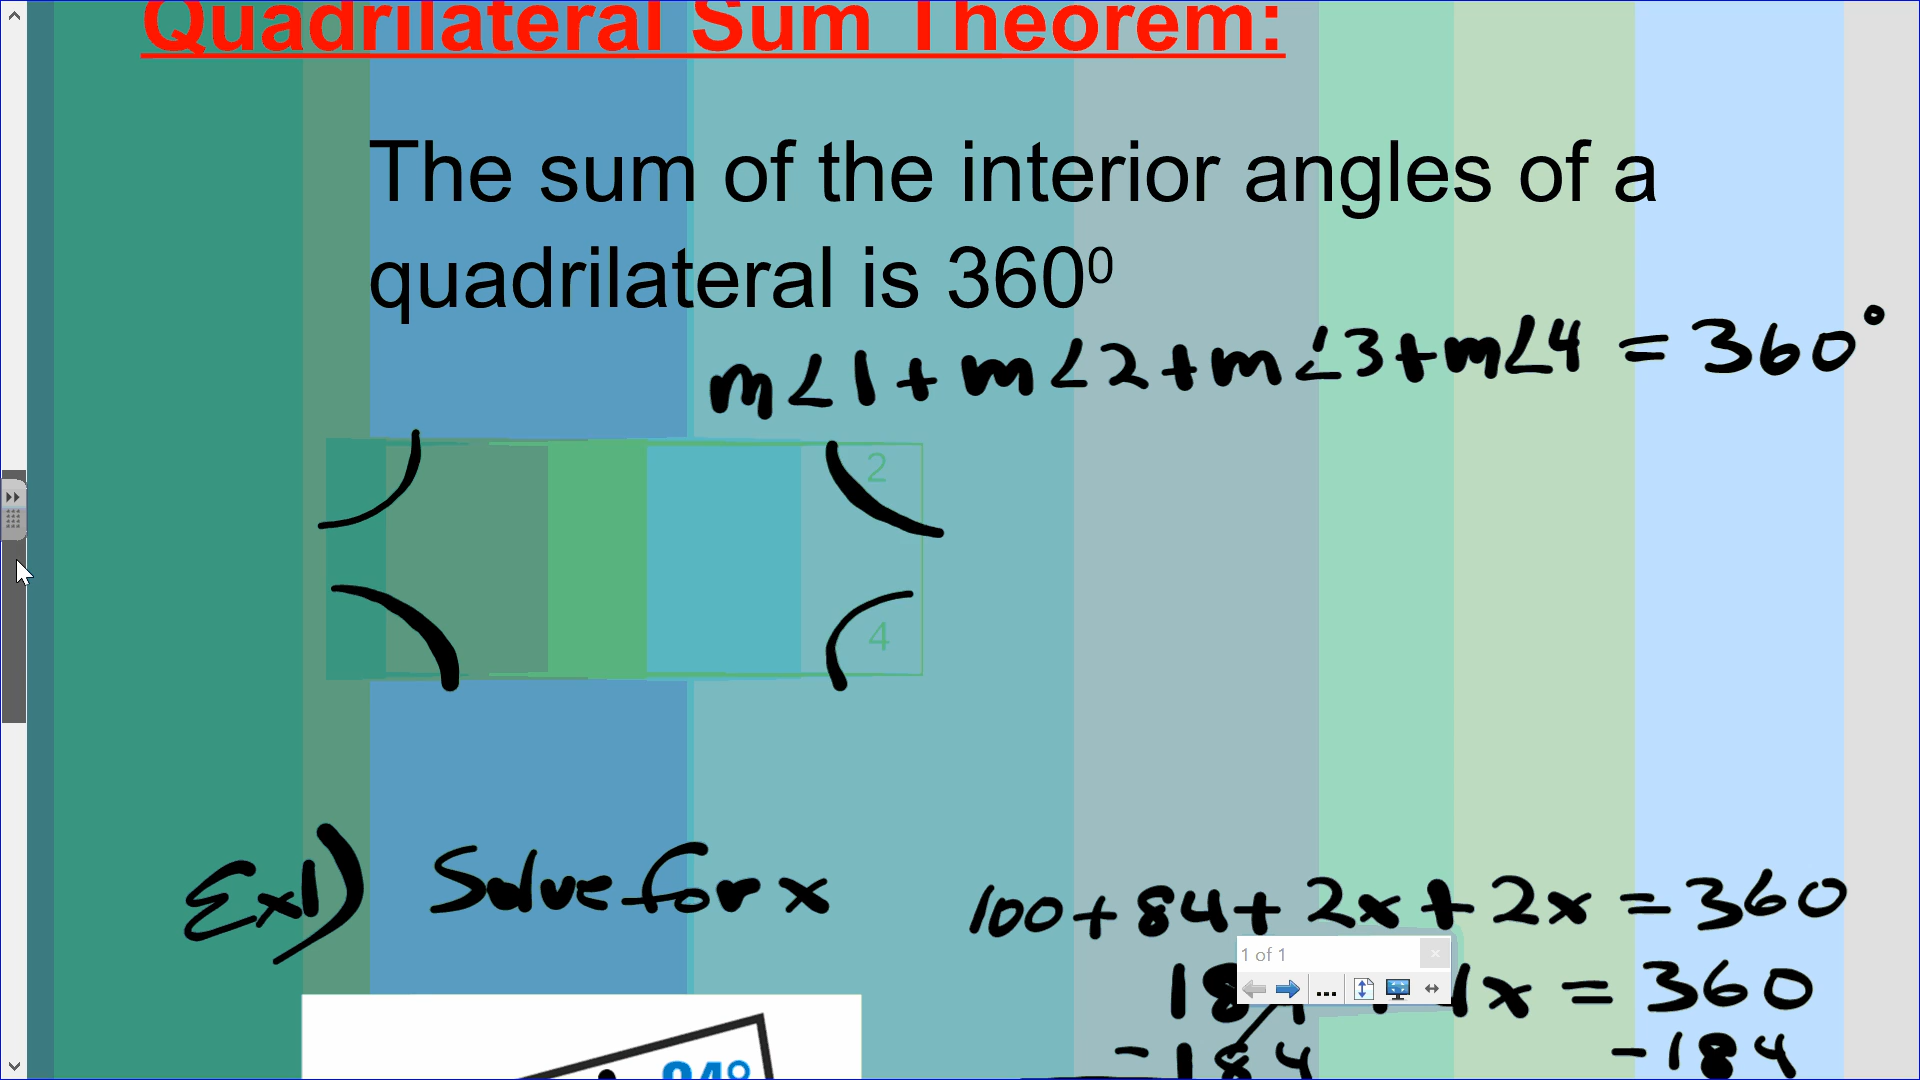 Quadrilateral Sum Theorem:
The sum of the interior angles of a
quadrilateral is 360⁰
m∠1 + m∠2 + m∠3 + m∠4 = 360°
2
4
Ex1) Solve for x
100 + 84 + 2x + 2x = 360
1 of 1
x = 360
-184 -184